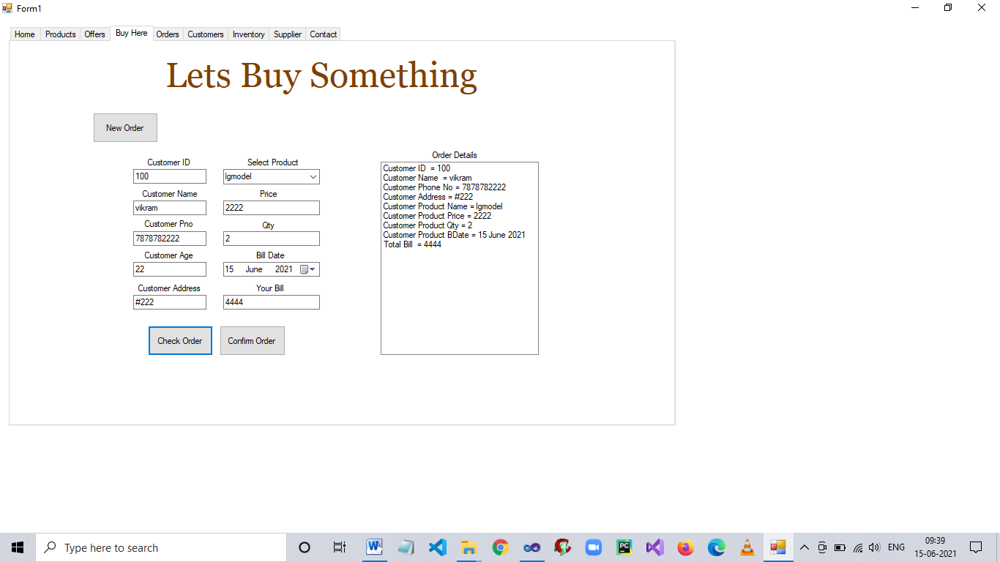 Form1
Home Products Offers Buy Here Orders Customers Inventory Supplier Contact
Lets Buy Something
New Order
Customer ID
100
Customer Name
vikram
Customer Pno
7878782222
Customer Age
22
Customer Address
#222
Select Product
lgmodel
Price
2222
Qty
2
Bill Date
15 June 2021
Your Bill
4444
Check Order Confirm Order
Order Details
Customer ID = 100
Customer Name = vikram
Customer Phone No = 7878782222
Customer Address = #222
Customer Product Name = lgmodel
Customer Product Price = 2222
Customer Product Qty = 2
Customer Product BDate = 15 June 2021
Total Bill = 4444
Type here to search
W
PC
ENG
09:39
15-06-2021